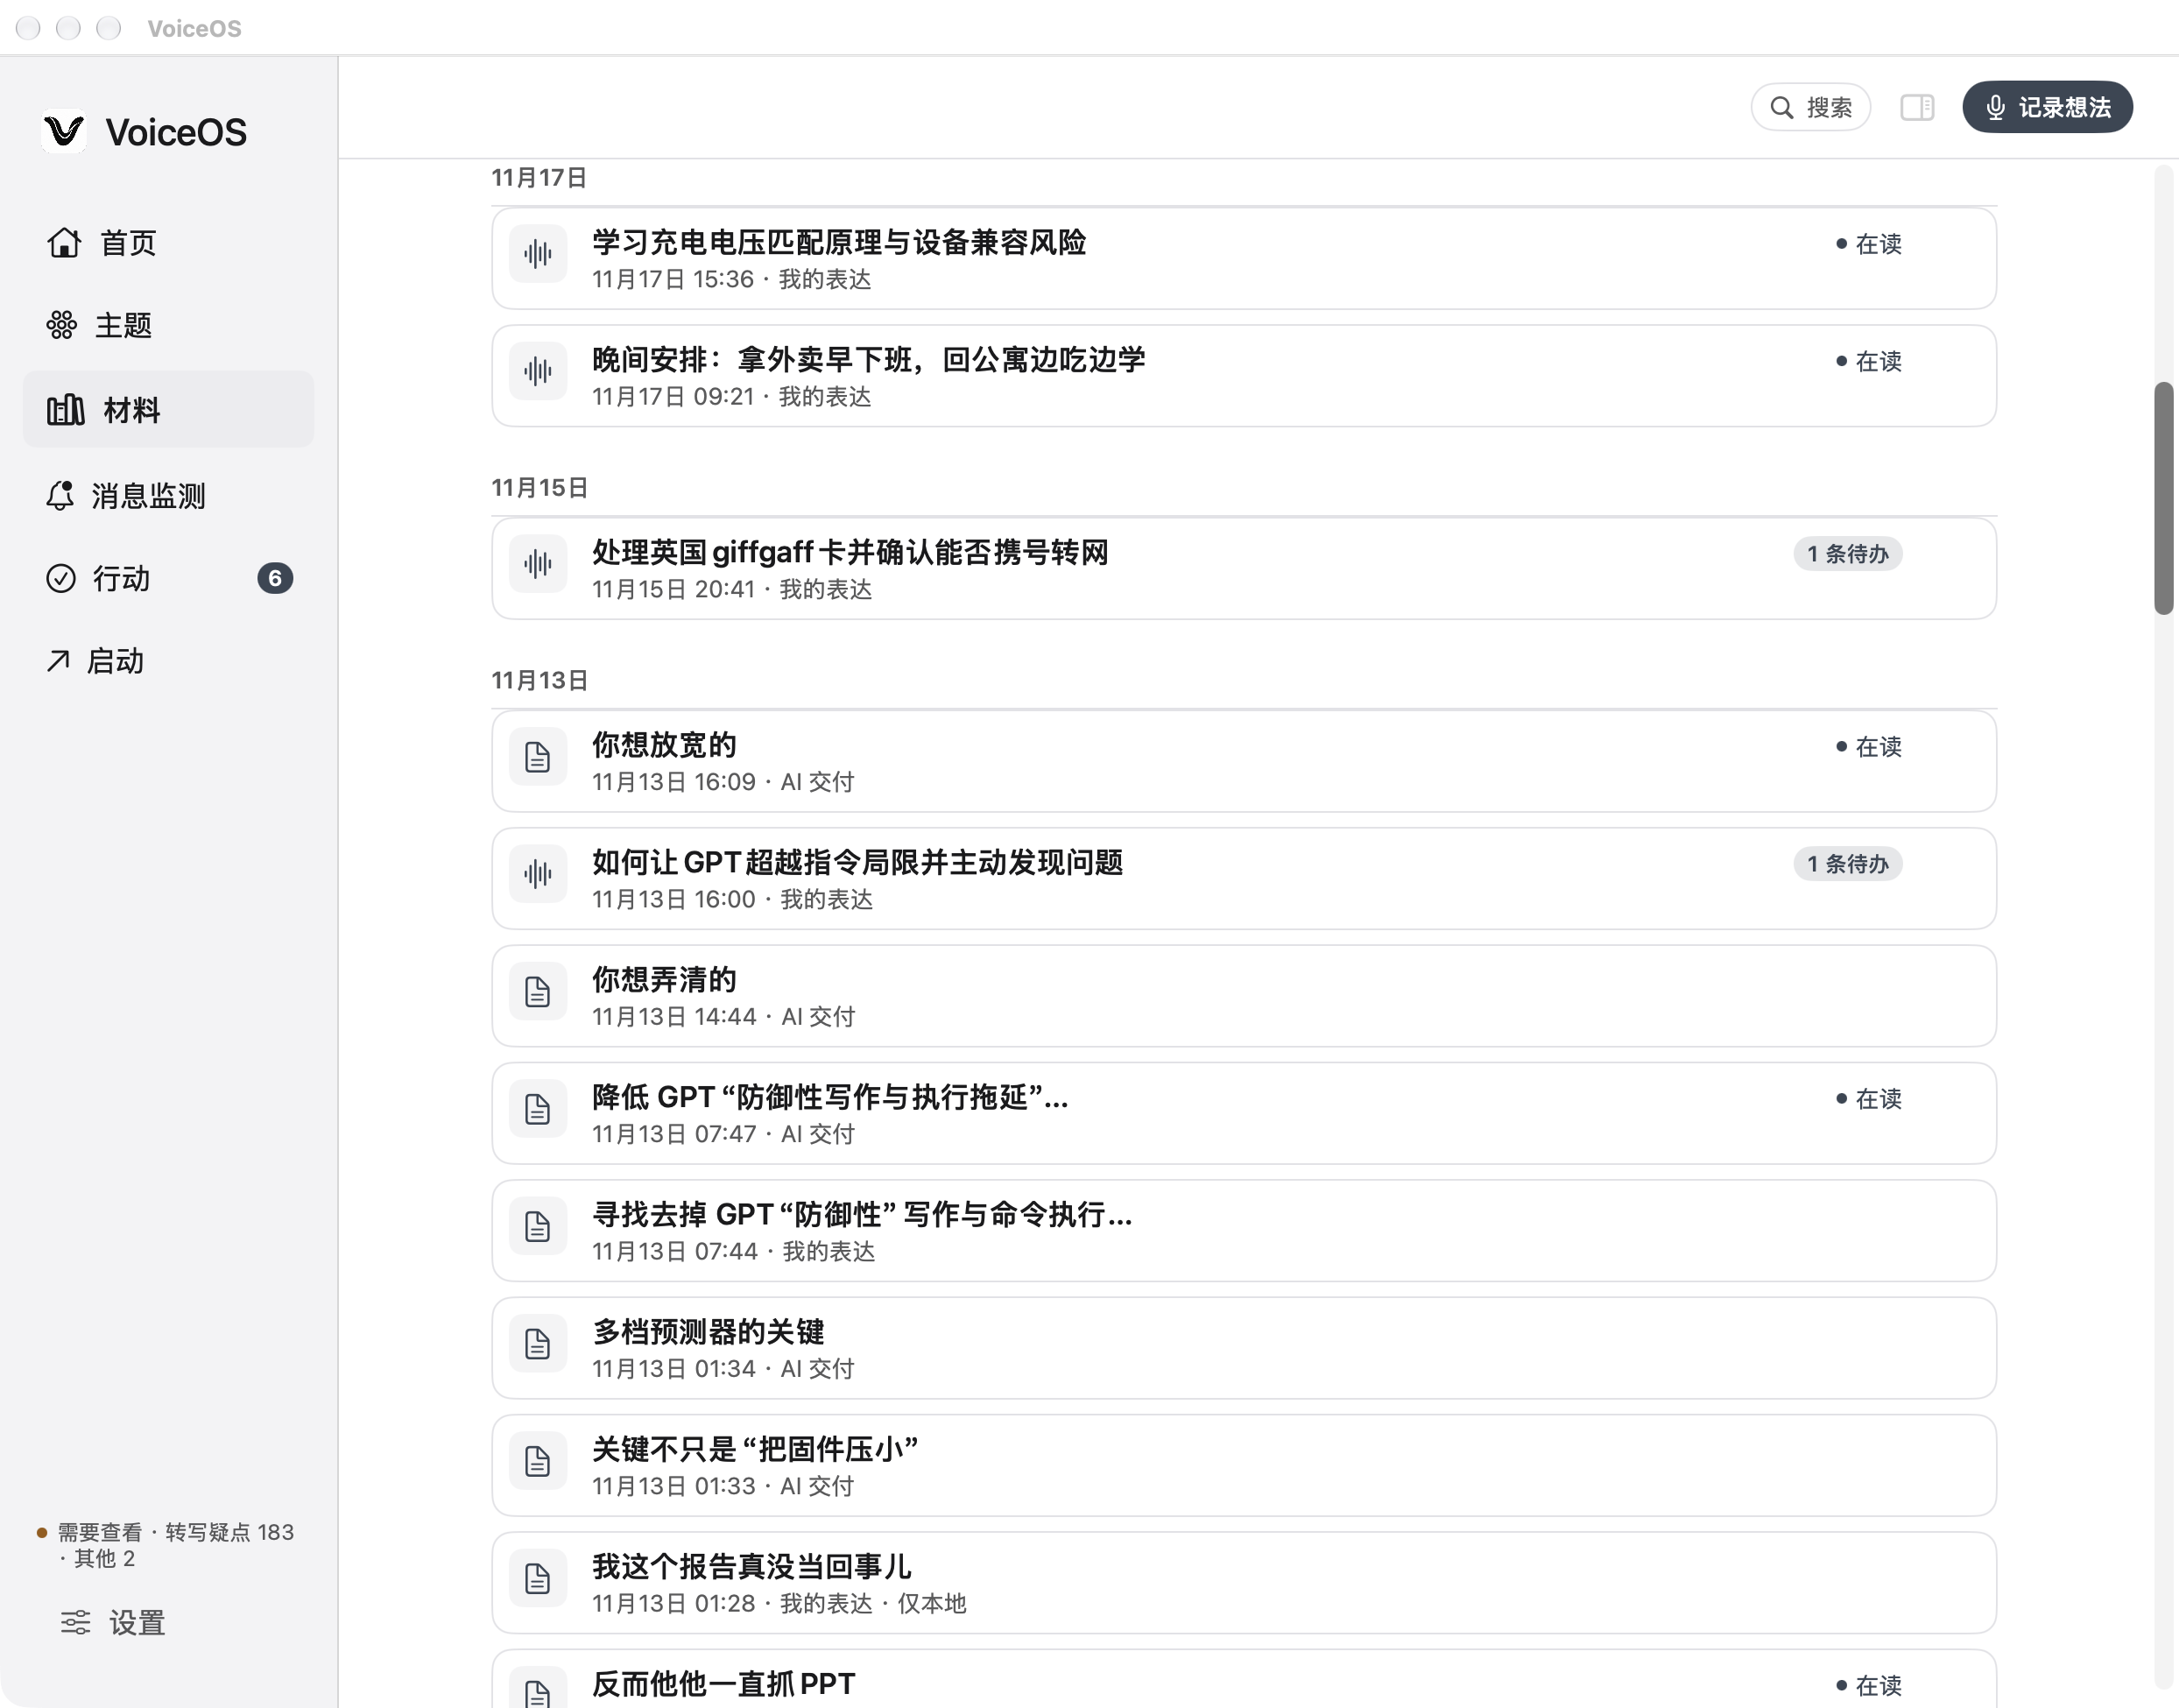 VoiceOS
VoiceOS
首页
主题
材料
消息监测
行动 6
启动
需要查看 · 转写疑点 183
· 其他 2
设置
搜索
记录想法
11月17日
学习充电电压匹配原理与设备兼容风险
在读
11月17日 15:36 · 我的表达
晚间安排：拿外卖早下班，回公寓边吃边学
在读
11月17日 09:21 · 我的表达
11月15日
处理英国 giffgaff 卡并确认能否携号转网
1 条待办
11月15日 20:41 · 我的表达
11月13日
你想放宽的
在读
11月13日 16:09 · AI 交付
如何让 GPT 超越指令局限并主动发现问题
1 条待办
11月13日 16:00 · 我的表达
你想弄清的
11月13日 14:44 · AI 交付
降低 GPT “防御性写作与执行拖延”...
在读
11月13日 07:47 · AI 交付
寻找去掉 GPT “防御性” 写作与命令执行...
11月13日 07:44 · 我的表达
多档预测器的关键
11月13日 01:34 · AI 交付
关键不只是 “把固件压小”
11月13日 01:33 · AI 交付
我这个报告真没当回事儿
11月13日 01:28 · 我的表达 · 仅本地
反而他他一直抓 PPT
在读